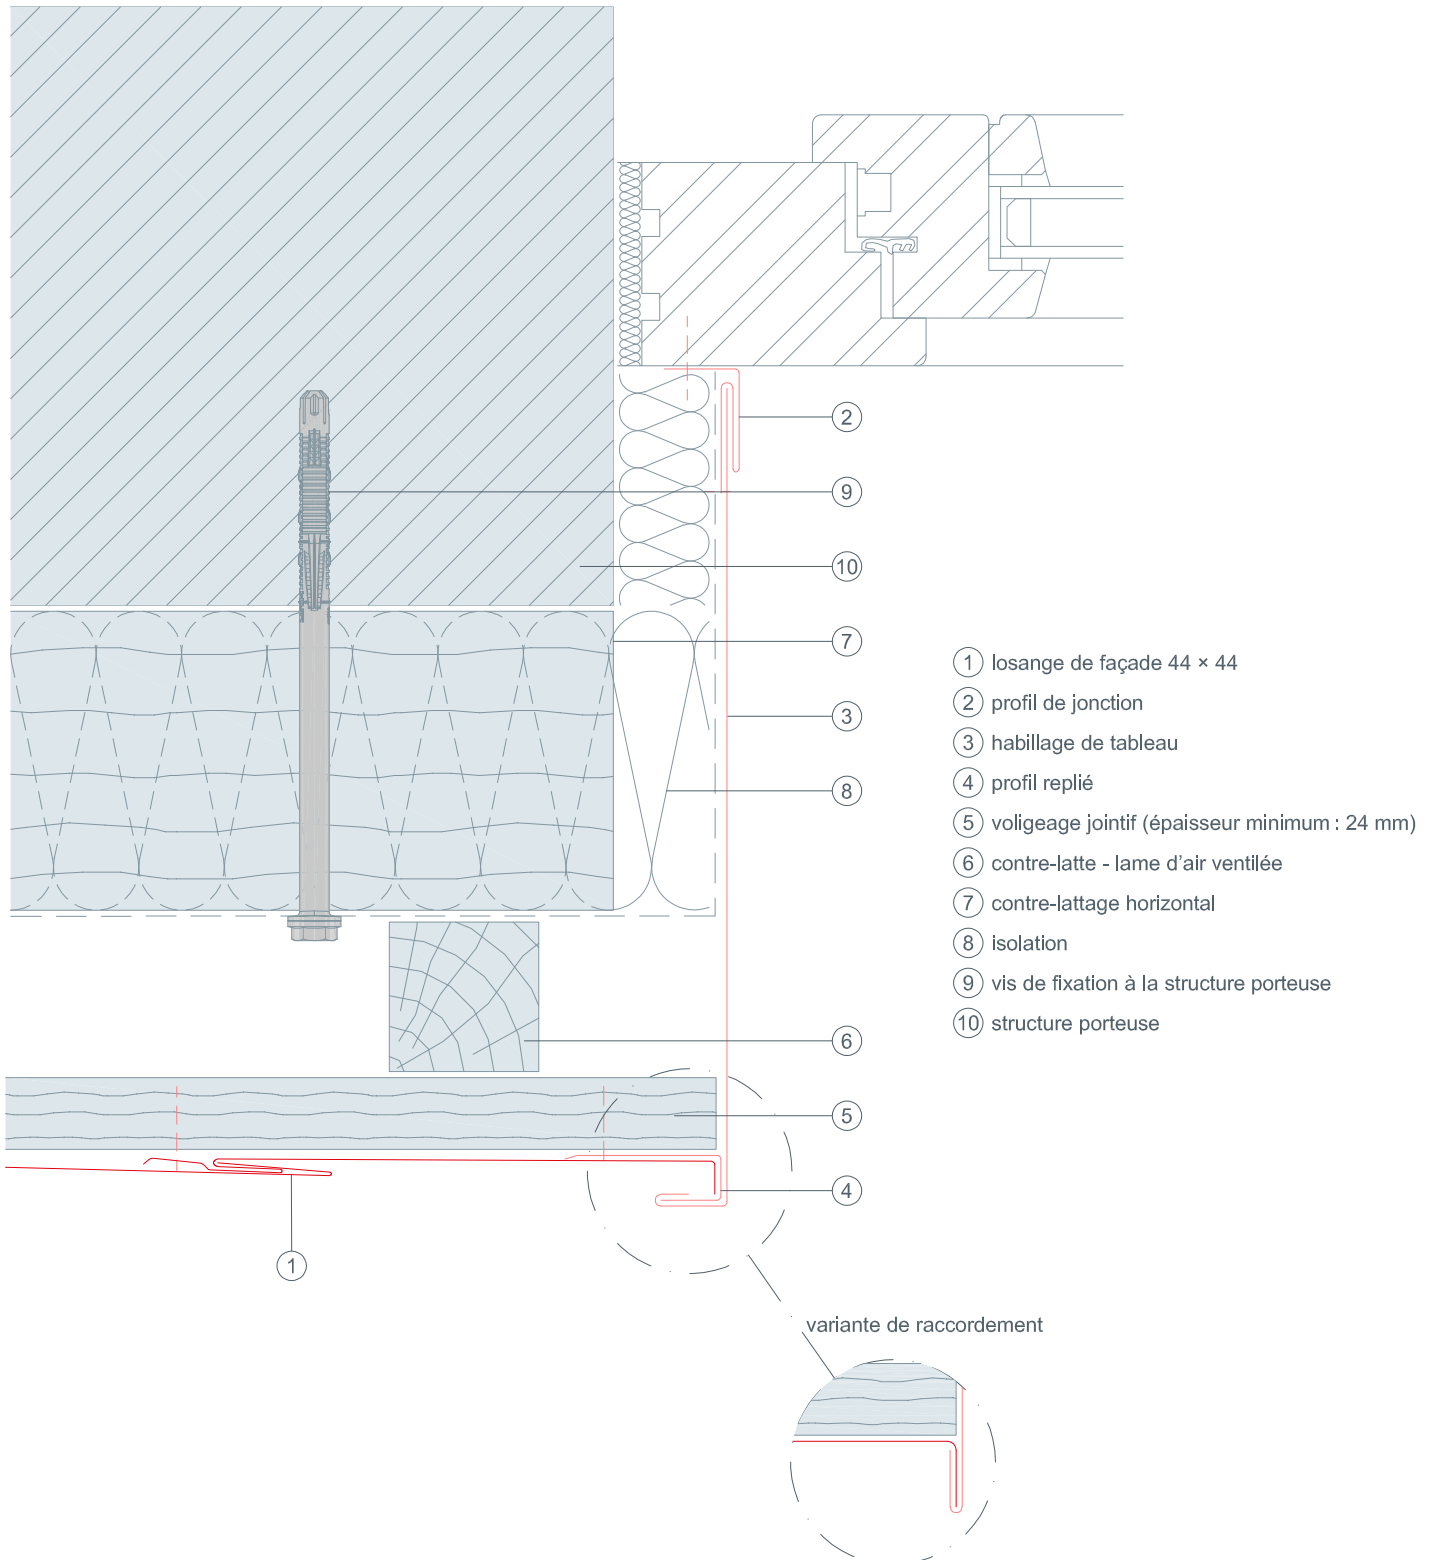 2
9
10
7
3
8
6
5
4
1
1 losange de façade 44 × 44
2 profil de jonction
3 habillage de tableau
4 profil replié
5 voligeage jointif (épaisseur minimum : 24 mm)
6 contre-latte - lame d’air ventilée
7 contre-lattage horizontal
8 isolation
9 vis de fixation à la structure porteuse
10 structure porteuse
variante de raccordement